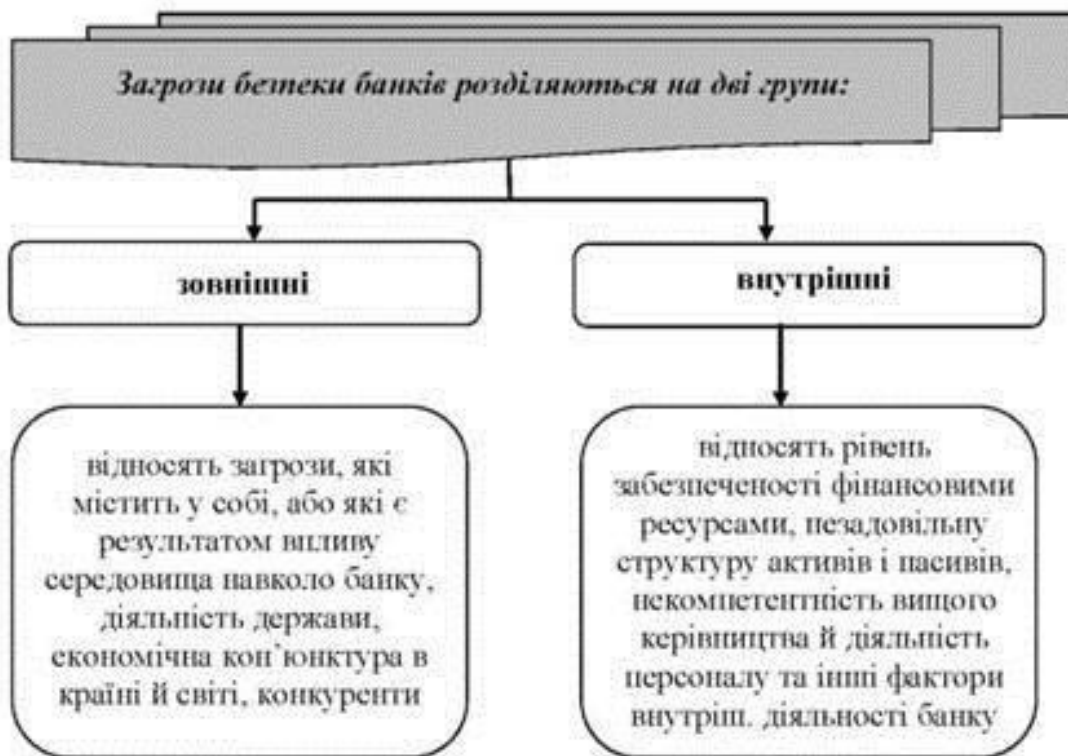 Загрози безпеки банків розділяються на дві групи:
зовнішні
внутрішні
відносять загрози, які
містить у собі, або які є
результатом впливу
середовища навколо банку,
діяльність держави,
економічна кон’юнктура в
країні й світі, конкуренти
відносять рівень
забезпеченості фінансовими
ресурсами, незадовільну
структуру активів і пасивів,
некомпетентність вищого
керівництва й діяльність
персоналу та інші фактори
внутріш. діяльності банку